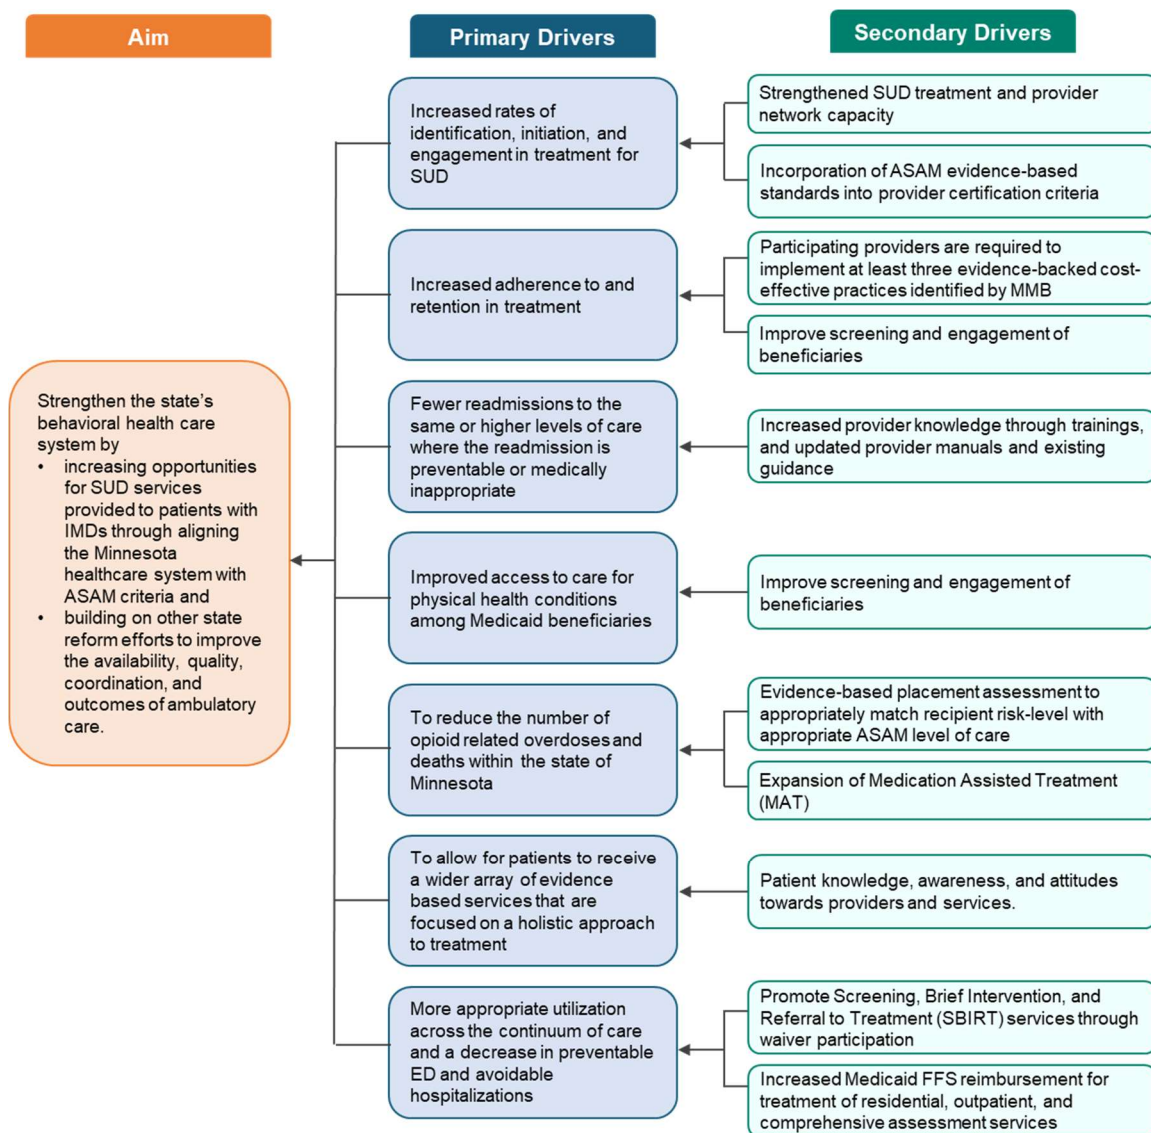 Aim
Primary Drivers
Secondary Drivers
Strengthen the state's
behavioral health care
system by
• increasing opportunities
for SUD services
provided to patients with
IMDs through aligning
the Minnesota
healthcare system with
ASAM criteria and
• building on other state
reform efforts to improve
the availability, quality,
coordination, and
outcomes of ambulatory
care.
Increased rates of
identification, initiation, and
engagement in treatment for
SUD
Strengthened SUD treatment and provider
network capacity
Incorporation of ASAM evidence-based
standards into provider certification criteria
Increased adherence to and
retention in treatment
Participating providers are required to
implement at least three evidence-backed cost-
effective practices identified by MMB
Improve screening and engagement of
beneficiaries
Fewer readmissions to the
same or higher levels of care
where the readmission is
preventable or medically
inappropriate
Increased provider knowledge through trainings,
and updated provider manuals and existing
guidance
Improved access to care for
physical health conditions
among Medicaid beneficiaries
Improve screening and engagement of
beneficiaries
To reduce the number of
opioid related overdoses and
deaths within the state of
Minnesota
Evidence-based placement assessment to
appropriately match recipient risk-level with
appropriate ASAM level of care
Expansion of Medication Assisted Treatment
(MAT)
To allow for patients to receive
a wider array of evidence
based services that are
focused on a holistic approach
to treatment
Patient knowledge, awareness, and attitudes
towards providers and services.
More appropriate utilization
across the continuum of care
and a decrease in preventable
ED and avoidable
hospitalizations
Promote Screening, Brief Intervention, and
Referral to Treatment (SBIRT) services through
waiver participation
Increased Medicaid FFS reimbursement for
treatment of residential, outpatient, and
comprehensive assessment services